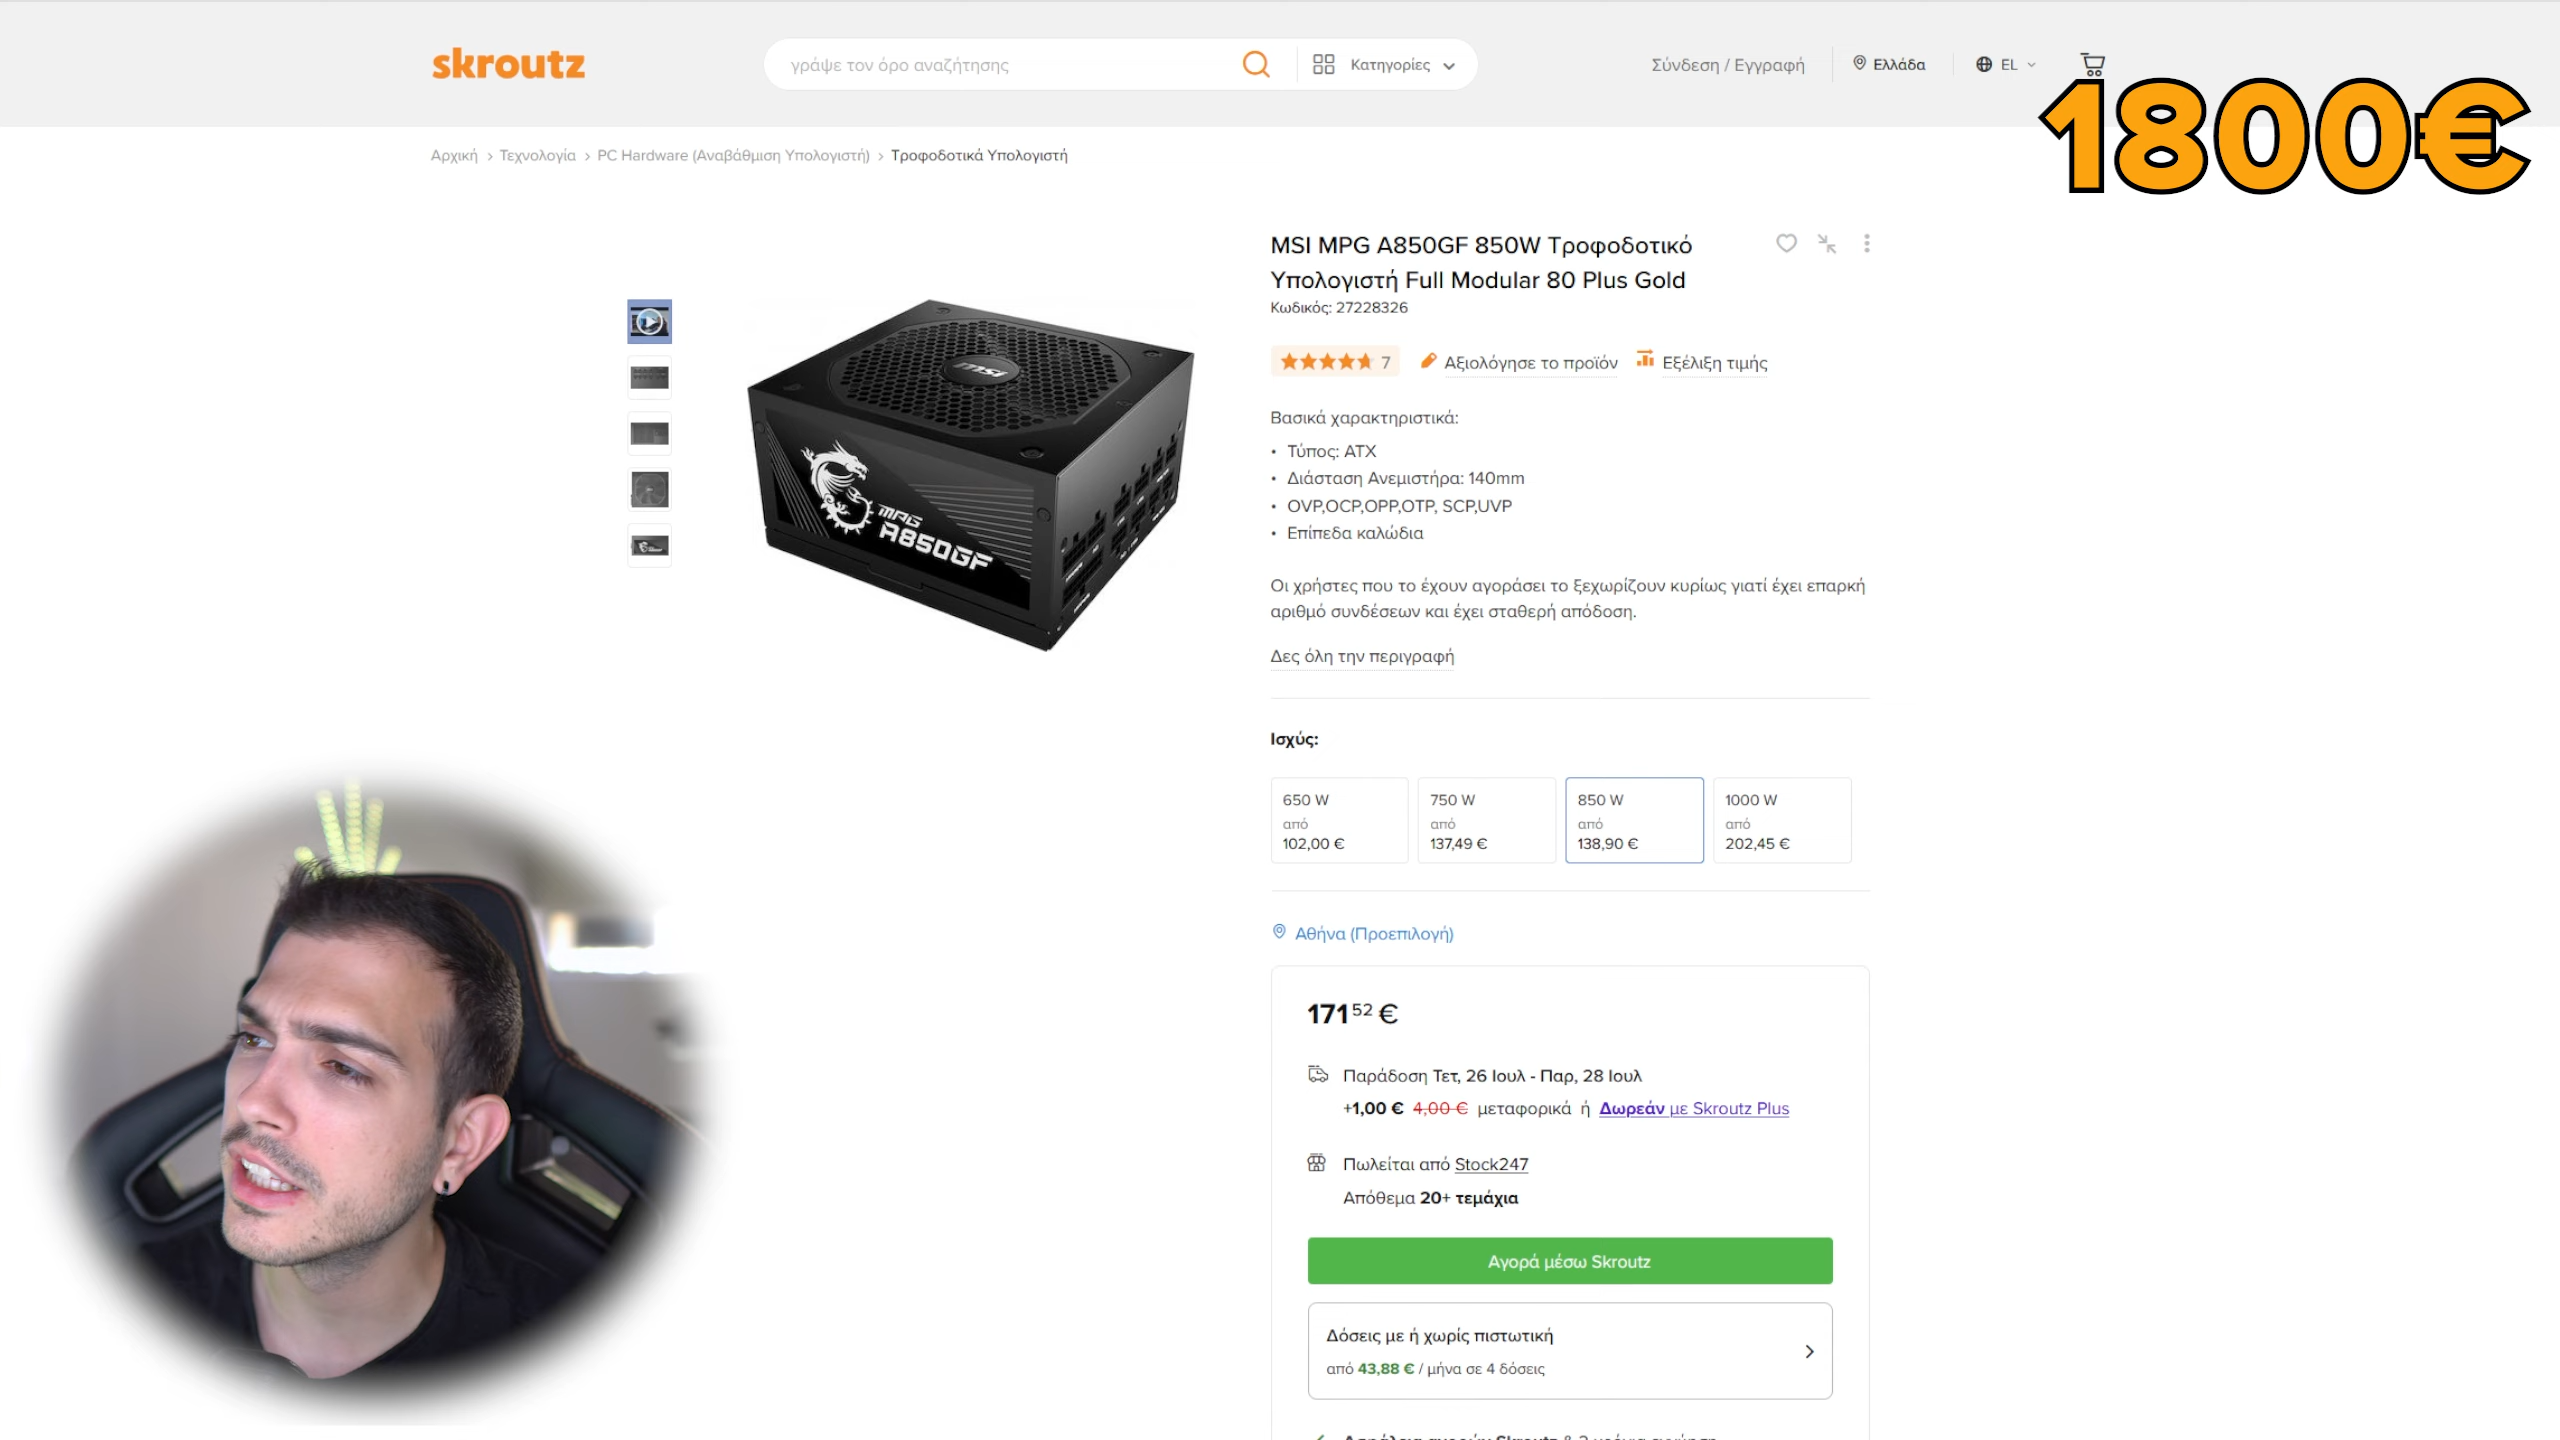 skroutz
γράψε τον όρο αναζήτησης
Κατηγορίες
Σύνδεση / Εγγραφή
Ελλάδα
EL
1800€
Αρχική > Τεχνολογία > PC Hardware (Αναβάθμιση Υπολογιστή) > Τροφοδοτικά Υπολογιστή
MSI MPG A850GF 850W Τροφοδοτικό
Υπολογιστή Full Modular 80 Plus Gold
Κωδικός: 27228326
7
Αξιολόγησε το προϊόν
Εξέλιξη τιμής
msi
MPG
A850GF
Βασικά χαρακτηριστικά:
• Τύπος: ATX
• Διάσταση Ανεμιστήρα: 140mm
• OVP,OCP,OPP,OTP, SCP,UVP
• Επίπεδα καλώδια
Οι χρήστες που το έχουν αγοράσει το ξεχωρίζουν κυρίως γιατί έχει επαρκή
αριθμό συνδέσεων και έχει σταθερή απόδοση.
Δες όλη την περιγραφή
Ισχύς:
650 W
από
102,00 €
750 W
από
137,49 €
850 W
από
138,90 €
1000 W
από
202,45 €
Αθήνα (Προεπιλογή)
171 52 €
Παράδοση Τετ, 26 Ιουλ - Παρ, 28 Ιουλ
+1,00 € 4,00 € μεταφορικά ή Δωρεάν με Skroutz Plus
Πωλείται από Stock247
Απόθεμα 20+ τεμάχια
Αγορά μέσω Skroutz
Δόσεις με ή χωρίς πιστωτική
από 43,88 € / μήνα σε 4 δόσεις